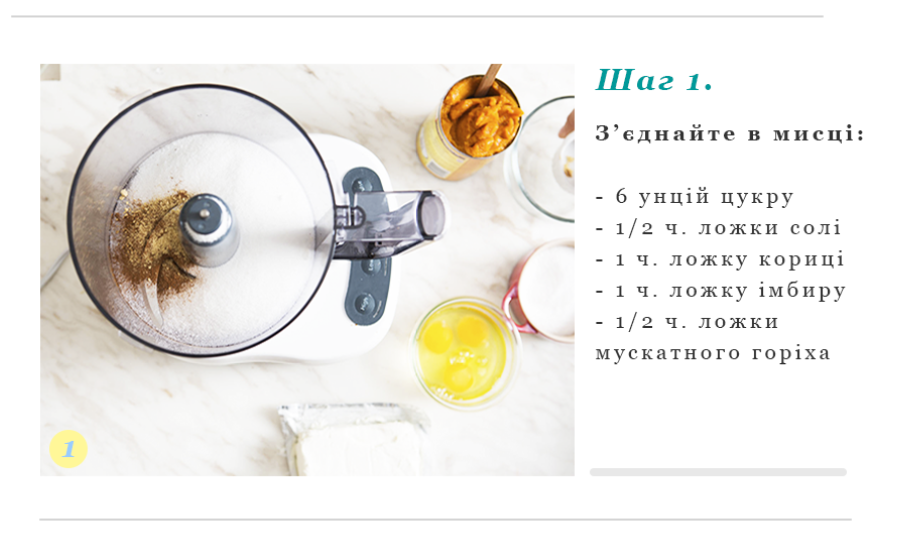 Шаг 1.
З’єднайте в мисці:
- 6 унцій цукру
- 1/2 ч. ложки солі
- 1 ч. ложку кориці
- 1 ч. ложку імбиру
- 1/2 ч. ложки
мускатного горіха
1